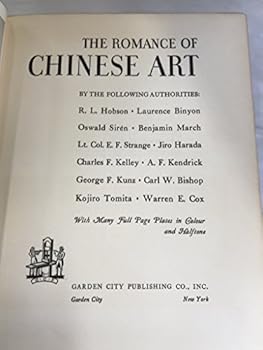 THE ROMANCE OF
CHINESE ART
BY THE FOLLOWING AUTHORITIES:
R. L. Hobson · Laurence Binyon
Oswald Sirén · Benjamin March
Lt. Col. E. F. Strange · Jiro Harada
Charles F. Kelley · A. F. Kendrick
George F. Kunz · Carl W. Bishop
Kojiro Tomita · Warren E. Cox
With Many Full Page Plates in Colour
and Halftone
GARDEN CITY PUBLISHING CO., INC.
Garden City New York